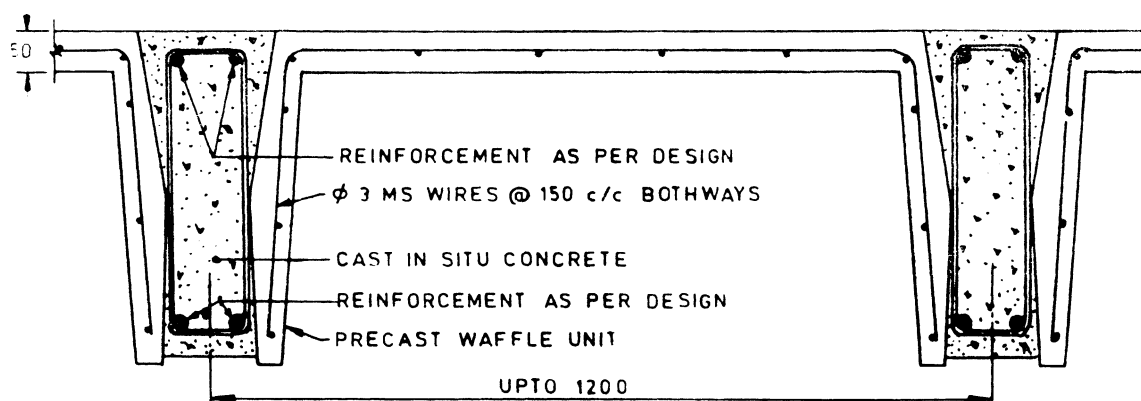 REINFORCEMENT AS PER DESIGN
ϕ 3 MS WIRES @ 150 c/c BOTHWAYS
CAST IN SITU CONCRETE
REINFORCEMENT AS PER DESIGN
PRECAST WAFFLE UNIT
UPTO 1200